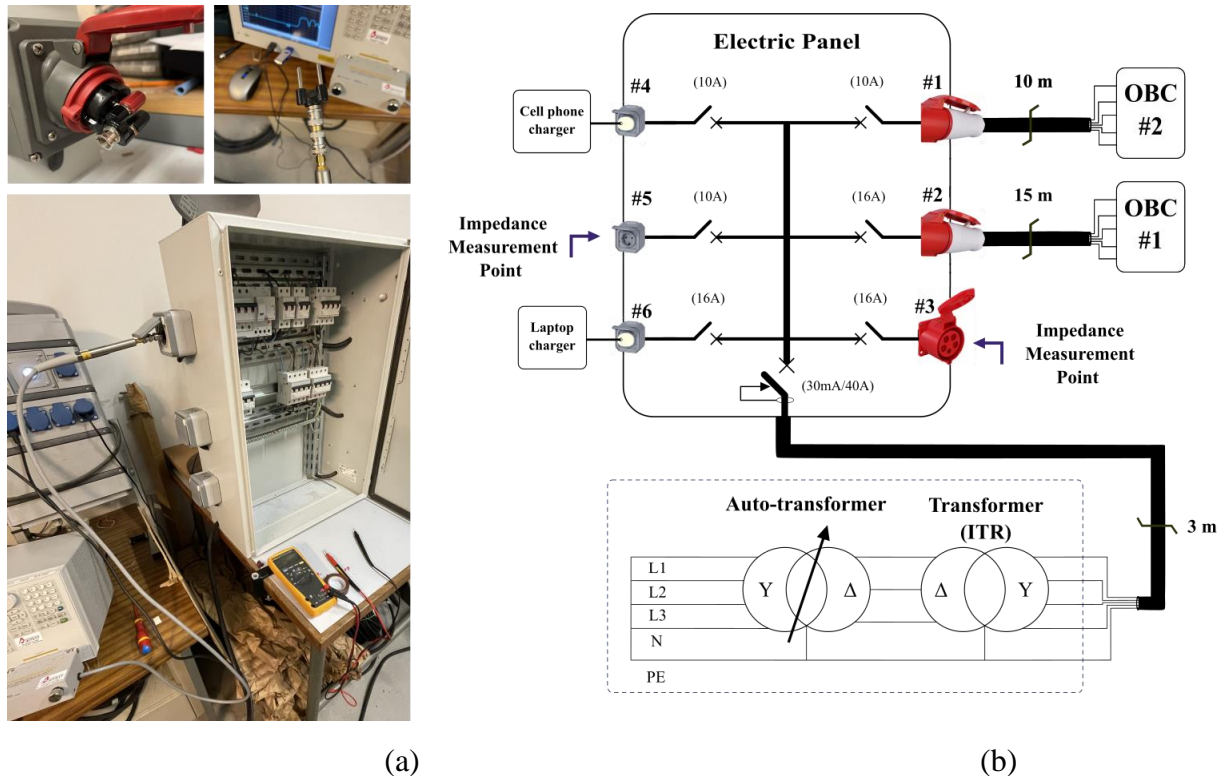 Electric Panel
#4
(10A)
(10A)
#1
10 m
Cell phone
charger
OBC
#2
#5
(10A)
(16A)
#2
15 m
Impedance
Measurement
Point
OBC
#1
#6
(16A)
(16A)
#3
Laptop
charger
Impedance
Measurement
Point
(30mA/40A)
Auto-transformer
Transformer
(ITR)
3 m
L1
L2
L3
N
PE
Y
Δ
Δ
Y
(a)
(b)